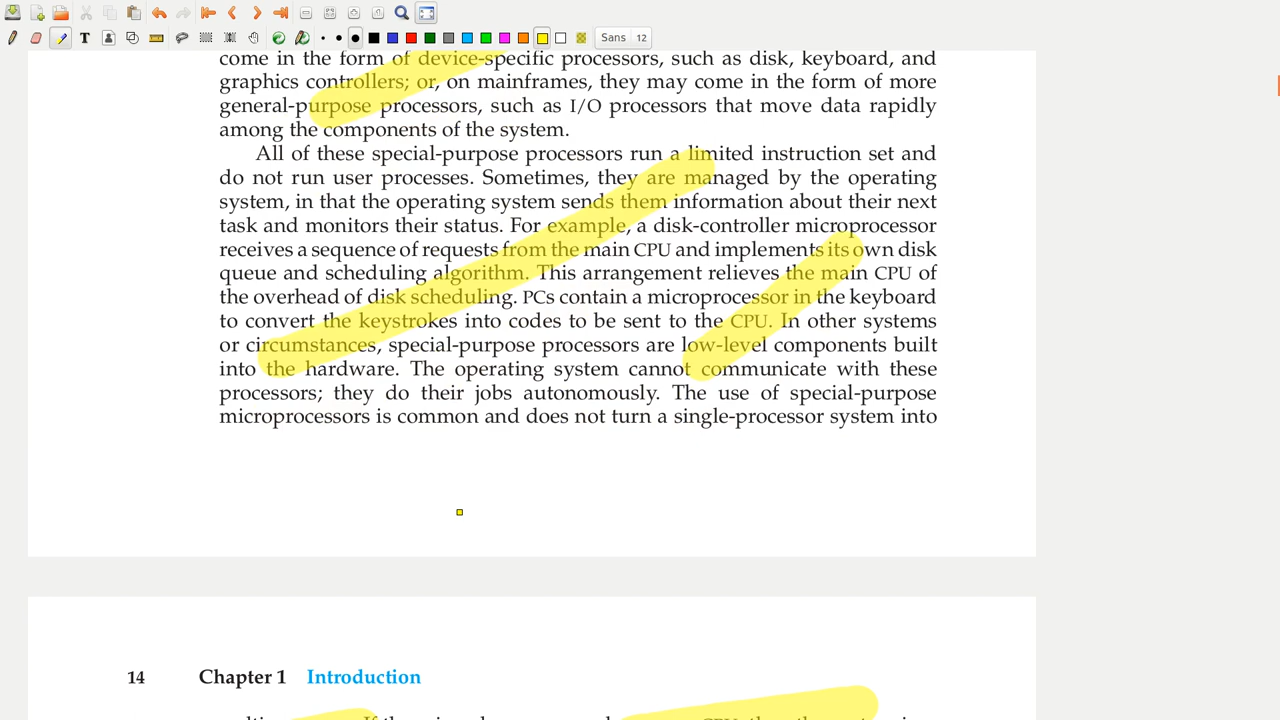 T
Sans 12
come in the form of device-specific processors, such as disk, keyboard, and
graphics controllers; or, on mainframes, they may come in the form of more
general-purpose processors, such as I/O processors that move data rapidly
among the components of the system.
All of these special-purpose processors run a limited instruction set and
do not run user processes. Sometimes, they are managed by the operating
system, in that the operating system sends them information about their next
task and monitors their status. For example, a disk-controller microprocessor
receives a sequence of requests from the main CPU and implements its own disk
queue and scheduling algorithm. This arrangement relieves the main CPU of
the overhead of disk scheduling. PCs contain a microprocessor in the keyboard
to convert the keystrokes into codes to be sent to the CPU. In other systems
or circumstances, special-purpose processors are low-level components built
into the hardware. The operating system cannot communicate with these
processors; they do their jobs autonomously. The use of special-purpose
microprocessors is common and does not turn a single-processor system into
14 Chapter 1 Introduction